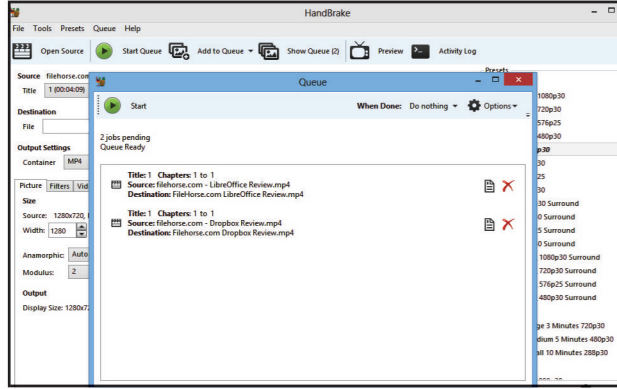 HandBrake
File Tools Presets Queue Help
Open Source Start Queue Add to Queue Show Queue (2) Preview Activity Log
Source filehorse.com
Title 1 (00:04:09)
Destination
File
Output Settings
Container MP4
Picture Filters Vid
Size
Source: 1280x720,
Width: 1280
Anamorphic: Auto
Modulus: 2
Output
Display Size: 1280x7
Queue
Start When Done: Do nothing Options
2 jobs pending
Queue Ready
Title: 1 Chapters: 1 to 1
Source: filehorse.com - LibreOffice Review.mp4
Destination: FileHorse.com LibreOffice Review.mp4
Title: 1 Chapters: 1 to 1
Source: filehorse.com - Dropbox Review.mp4
Destination: FileHorse.com Dropbox Review.mp4
Presets
1080p30
720p30
576p25
480p30
p30
30
25
30
30 Surround
0 Surround
5 Surround
0 Surround
1080p30 Surround
720p30 Surround
576p25 Surround
480p30 Surround
ge 3 Minutes 720p30
dium 5 Minutes 480p30
all 10 Minutes 288p30